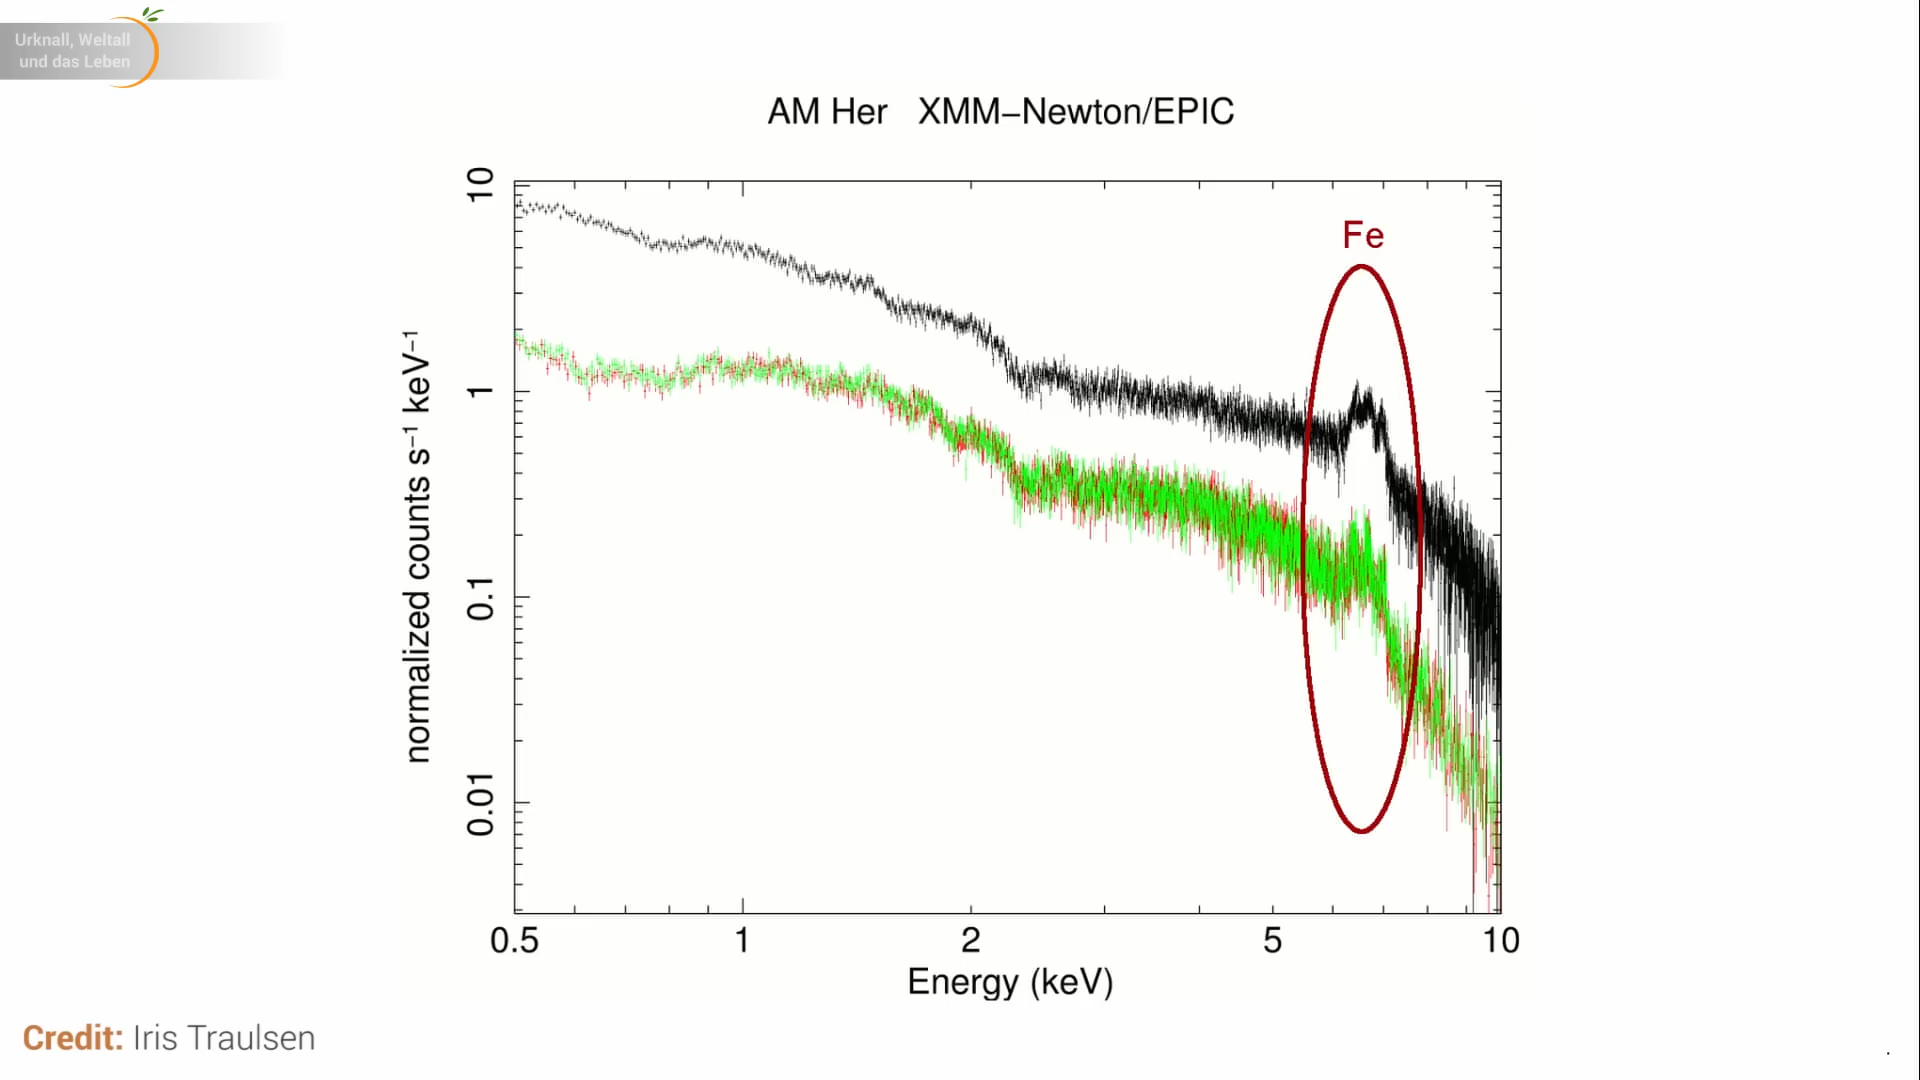 Urknall, Weltall
und das Leben
AM Her XMM–Newton/EPIC
Fe
10
1
0.1
0.01
normalized counts s⁻¹ keV⁻¹
0.5 1 2 5 10
Energy (keV)
Credit: Iris Traulsen